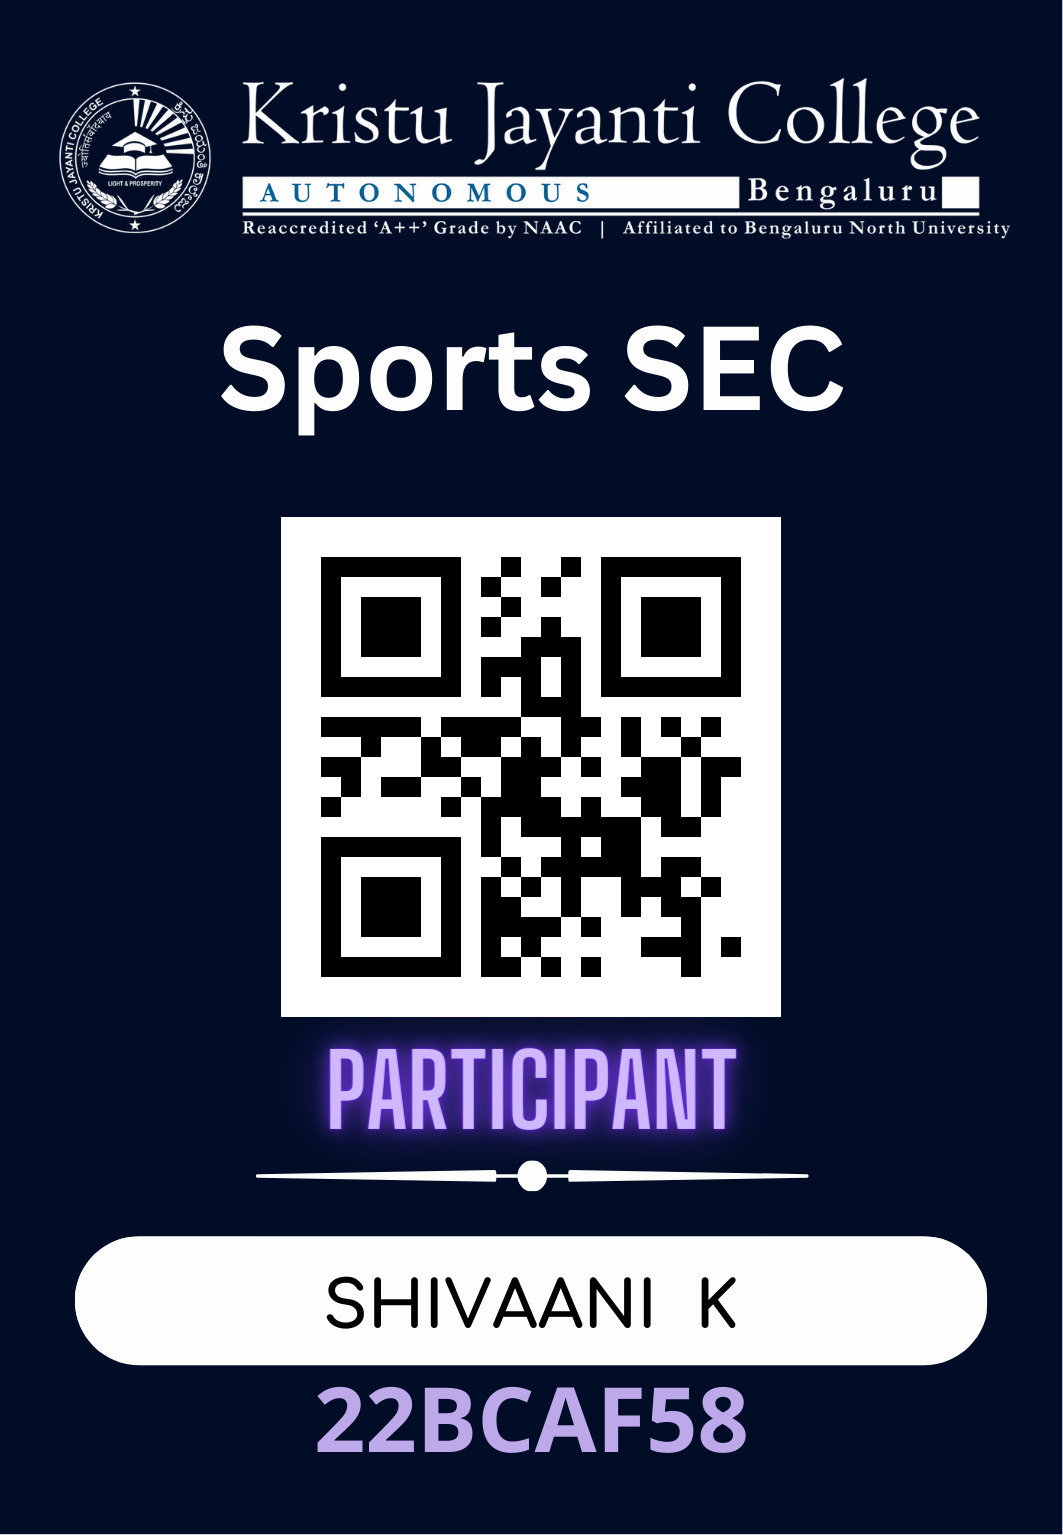 Kristu Jayanti College
AUTONOMOUS Bengaluru
Reaccredited 'A++' Grade by NAAC | Affiliated to Bengaluru North University
KRISTU JAYANTI COLLEGE
LIGHT & PROSPERITY
Sports SEC
PARTICIPANT
SHIVAANI K
22BCAF58